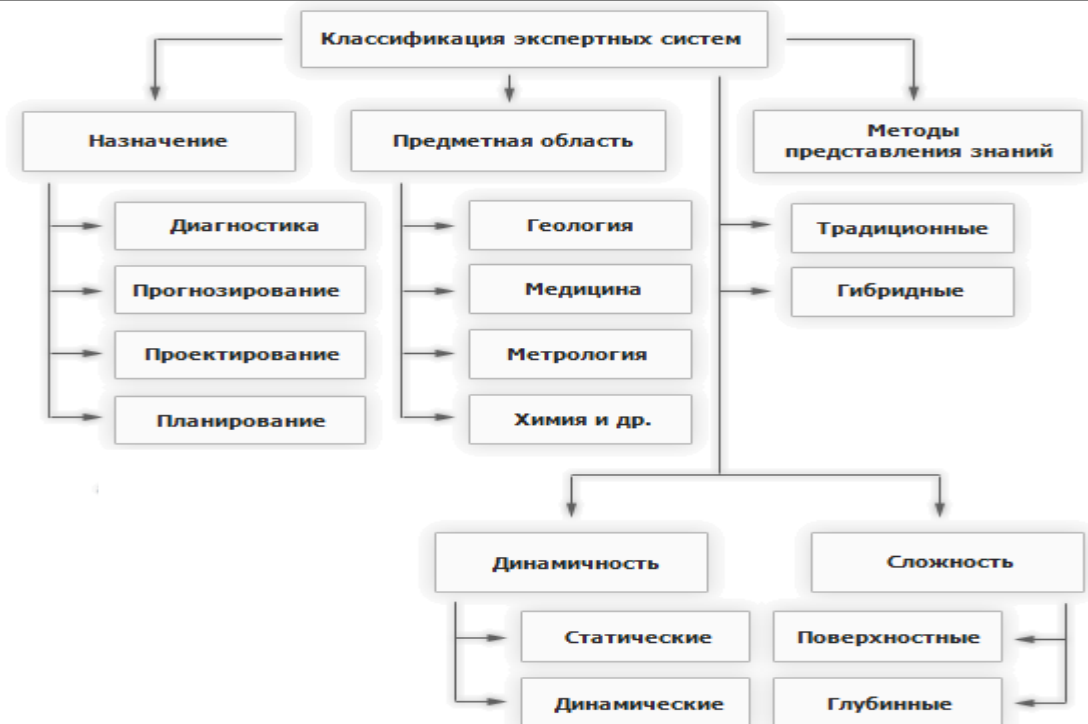 Классификация экспертных систем
Назначение
Предметная область
Методы
представления знаний
Диагностика
Прогнозирование
Проектирование
Планирование
Геология
Медицина
Метрология
Химия и др.
Традиционные
Гибридные
Динамичность
Сложность
Статические
Динамические
Поверхностные
Глубинные